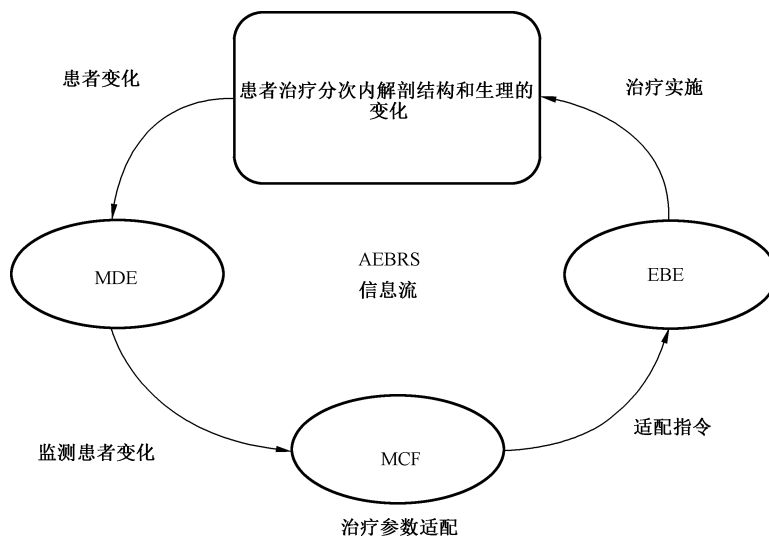 患者变化
患者治疗分次内解剖结构和生理的
变化
治疗实施
MDE
AEBRS
信息流
EBE
监测患者变化
MCF
适配指令
治疗参数适配